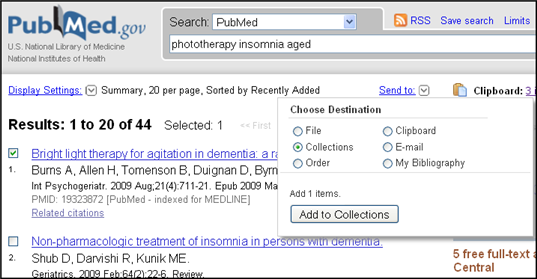 PubMed.gov
U.S. National Library of Medicine
National Institutes of Health
Search: PubMed
RSS Save search Limits
phototherapy insomnia aged
Display Settings: Summary, 20 per page, Sorted by Recently Added
Send to:
Clipboard: 3
Results: 1 to 20 of 44 Selected: 1 << First
Choose Destination
File Clipboard
Collections E-mail
Order My Bibliography
Add 1 items.
Add to Collections
Bright light therapy for agitation in dementia: a
1. Burns A, Allen H, Tomenson B, Duignan D,
Int Psychogeriatr. 2009 Aug;21(4):711-21. Epub 2009
PMID: 19323872 [PubMed - indexed for MEDLINE]
Related citations
Non-pharmacologic treatment of insomnia in persons with dementia.
2. Shub D, Darvishi R, Kunik ME.
Geriatrics. 2009 Feb;64(2):22-6. Review.
5 free full-text
Central